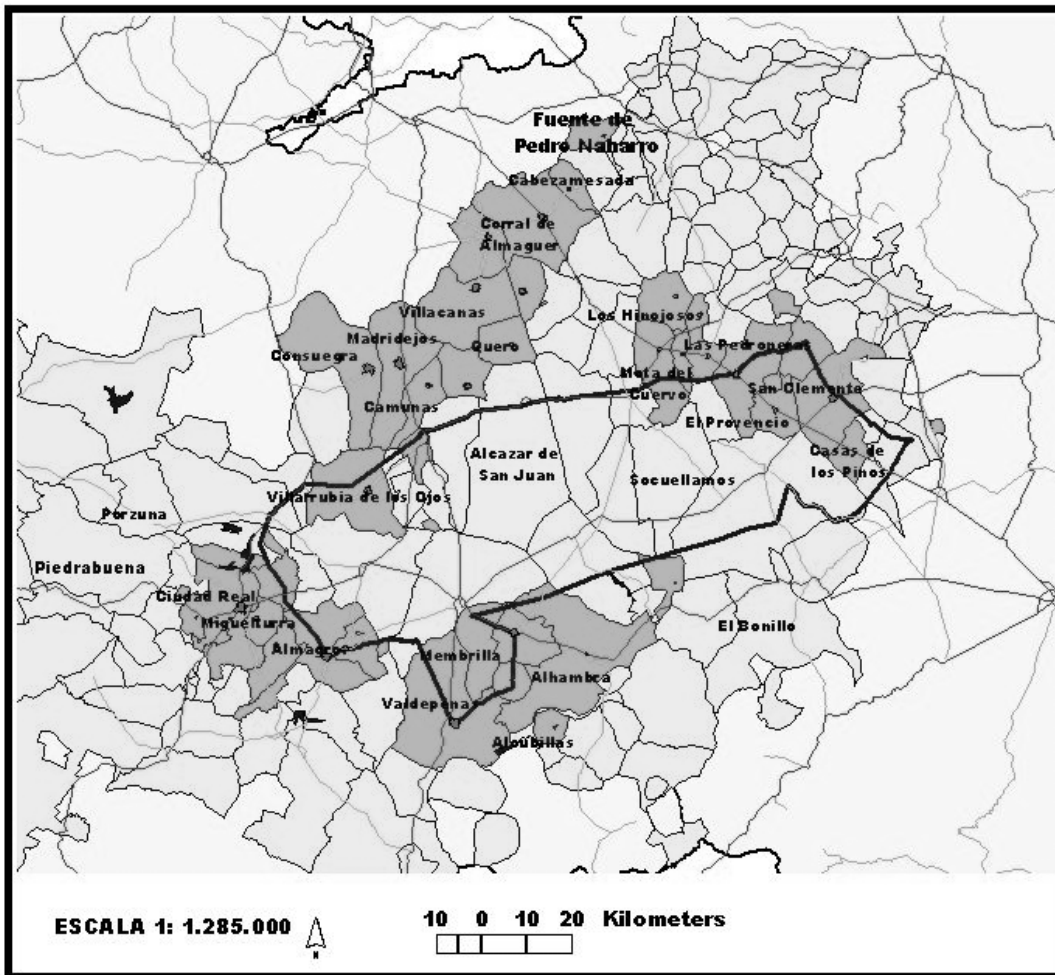 Fuente de
Pedro Naharro
Cabezamesada
Corral de
Almaguer
Villacanas
Los Hinojosos
Madridejos
Quero
Las Pedroneras
Consuegra
Mota del
Cuervo
San Clemente
Camunas
El Provencio
Alcazar de
San Juan
Casas de
los Pinos
Socuellamos
Villarrubia de los Ojos
Porzuna
Piedrabuena
Ciudad Real
Miguelturra
El Bonillo
Almagro
Membrilla
Alhambra
Valdepenas
Alcubillas
ESCALA 1: 1.285.000
N
10 0 10 20 Kilometers